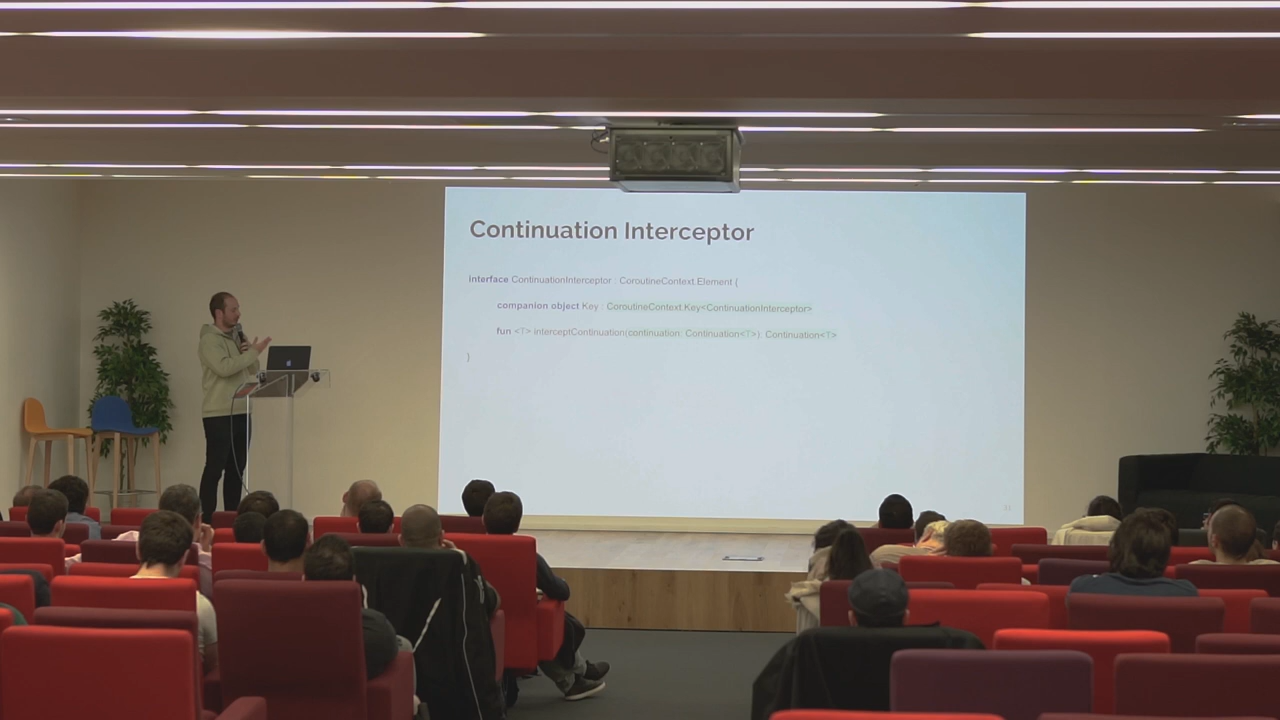 Continuation Interceptor
interface ContinuationInterceptor : CoroutineContext.Element {
companion object Key : CoroutineContext.Key<ContinuationInterceptor>
fun <T> interceptContinuation(continuation: Continuation<T>): Continuation<T>
}